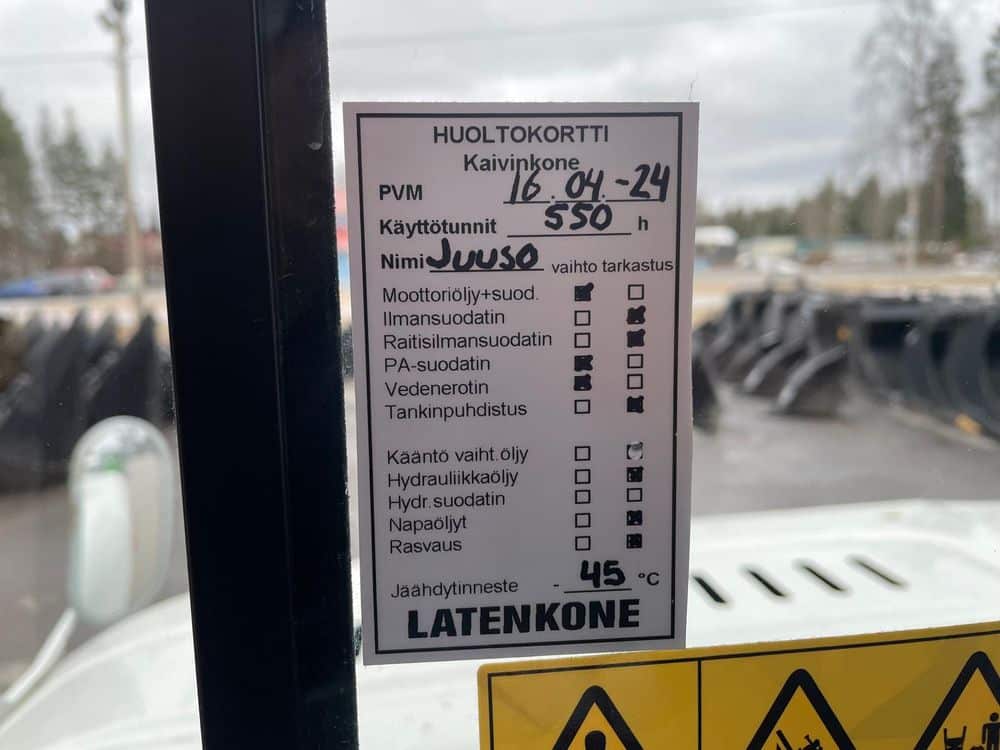 HUOLTOKORTTI
Kaivinkone
PVM 16.04.-24
Käyttötunnit 550 h
Nimi Juuso vaihto tarkastus
Moottoriöljy+suod.
Ilmansuodatin
Raitisilmansuodatin
PA-suodatin
Vedenerotin
Tankinpuhdistus
Kääntö vaiht.öljy
Hydrauliikkaöljy
Hydr.suodatin
Napaöljyt
Rasvaus
Jäähdytinneste - 45 °C
LATENKONE